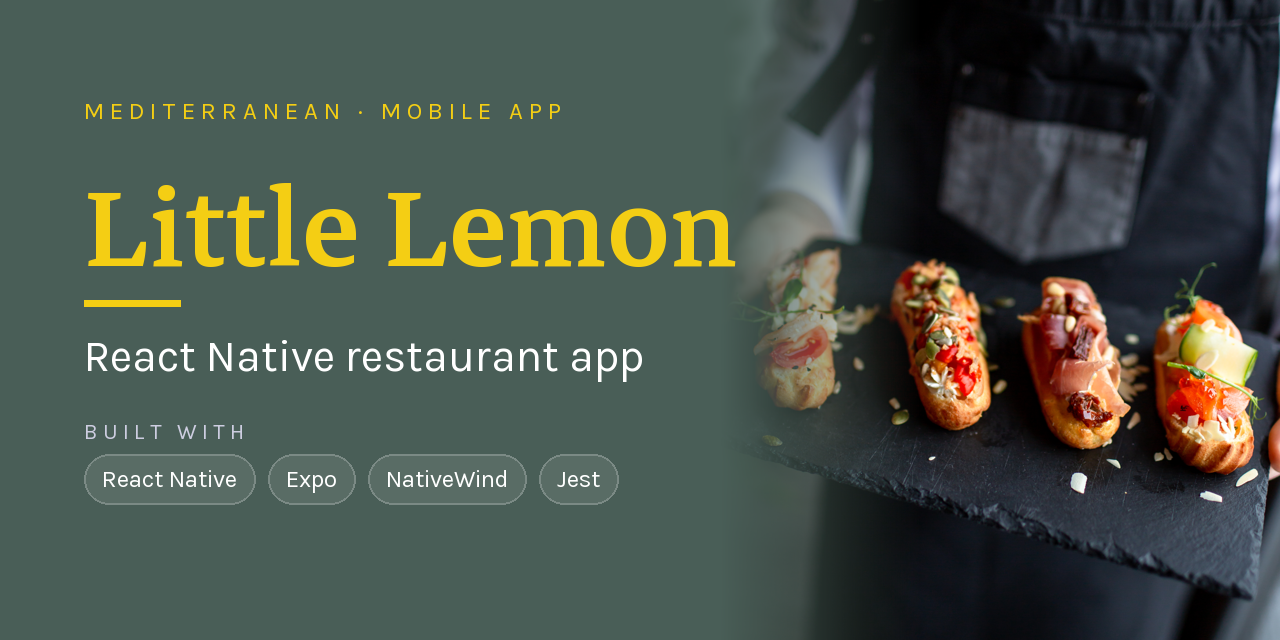 MEDITERRANEAN · MOBILE APP
Little Lemon
React Native restaurant app
BUILT WITH
React Native Expo NativeWind Jest